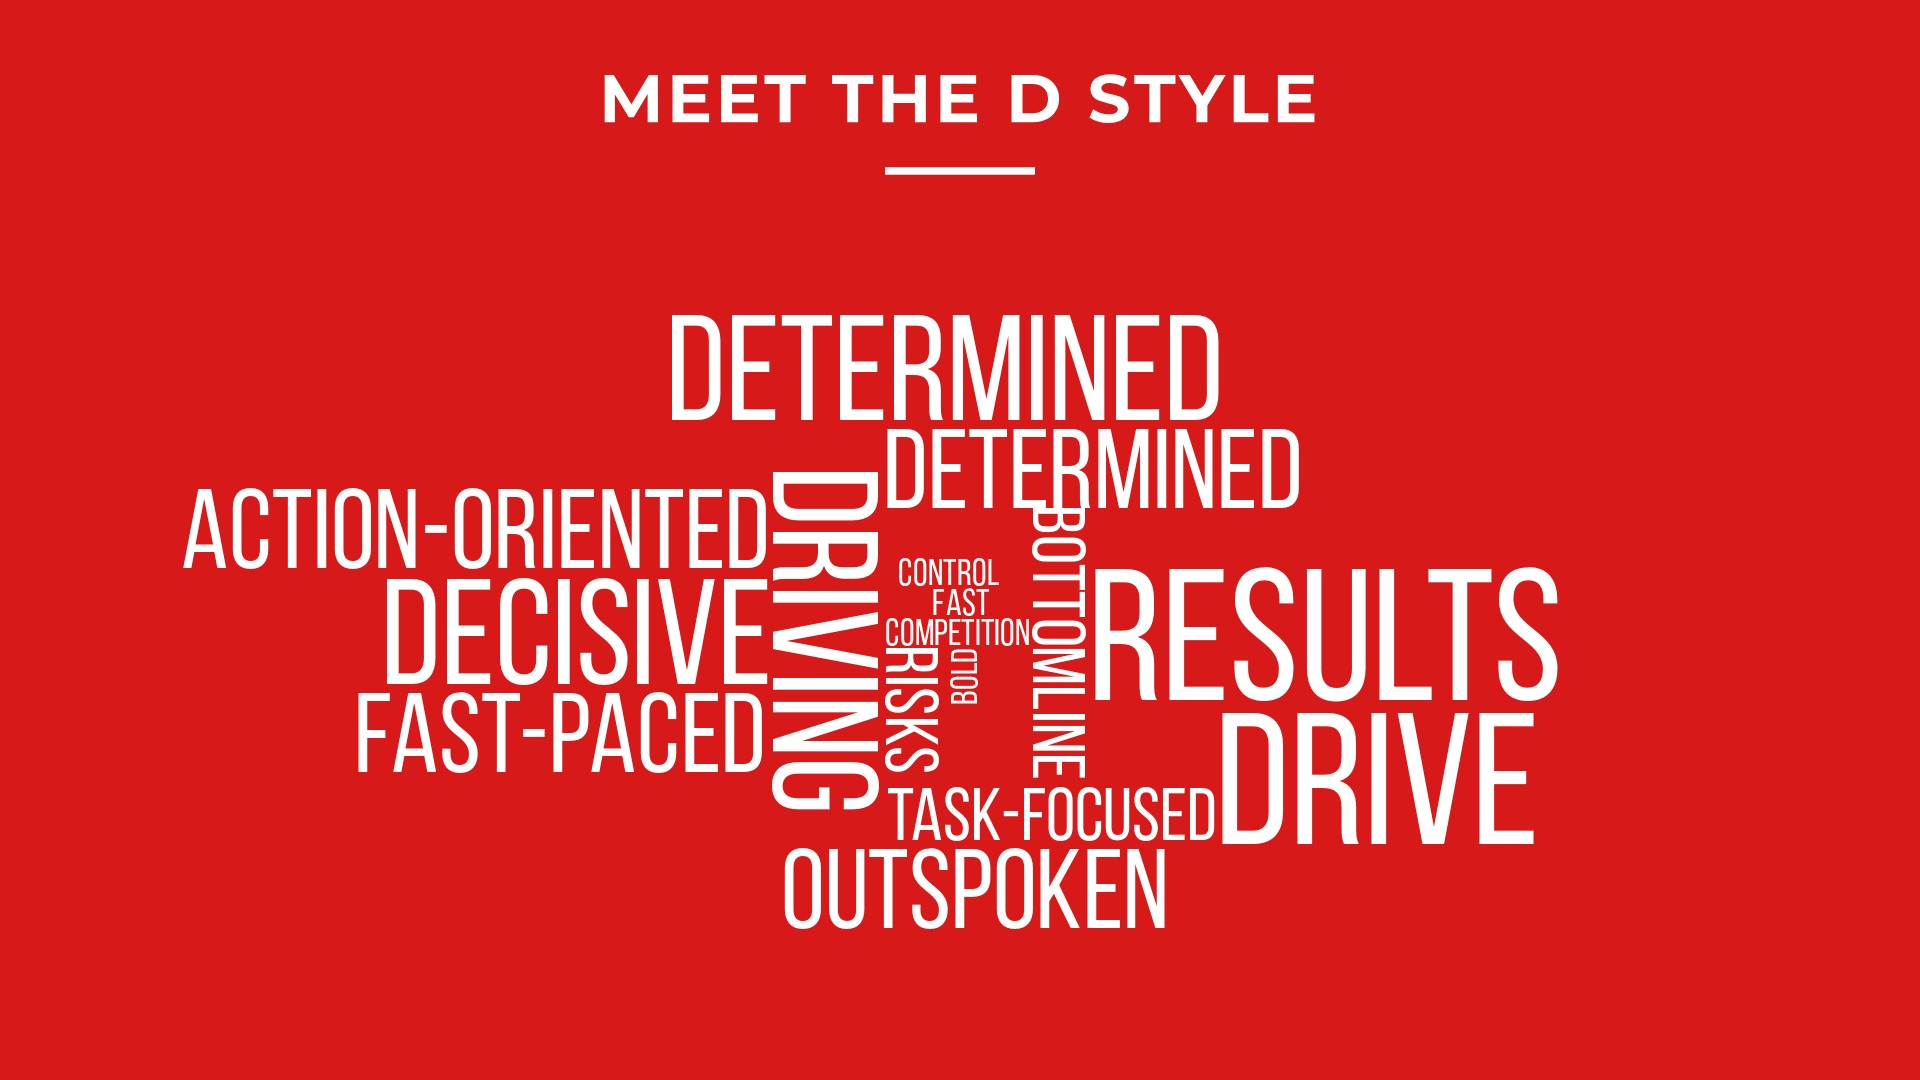 MEET THE D STYLE
DETERMINED
DETERMINED
ACTION-ORIENTED
DRIVING
BOTTOMLINE
CONTROL
FAST
COMPETITION
RESULTS
DECISIVE
RISKS
BOLD
FAST-PACED
DRIVE
TASK-FOCUSED
OUTSPOKEN